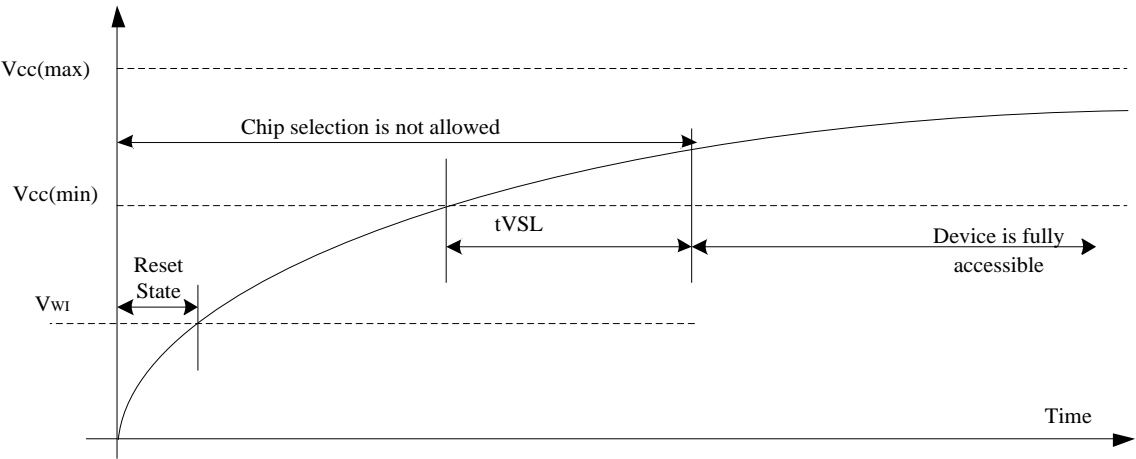 Vcc(max)
Chip selection is not allowed
Vcc(min)
tVSL
Device is fully
accessible
Reset
State
VWI
Time